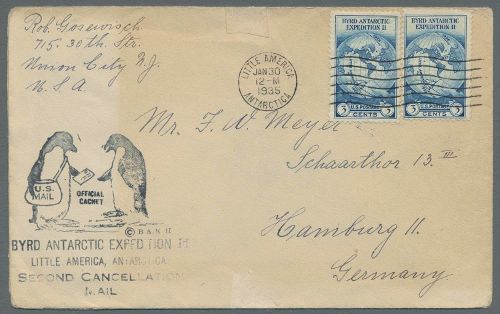 Rob. Gosewisch
715. 30th. Str.
Union City N.J.
U.S.A
LITTLE AMERICA
JAN 30
12-M
1935
ANTARCTICA
BYRD ANTARCTIC
EXPEDITION II
U.S. POSTAGE
3 CENTS 3
BYRD ANTARCTIC
EXPEDITION II
U.S. POSTAGE
3 CENTS 3
Mr. F. W. Meyer
Schaarthor 13 III
Hamburg 11.
Germany
U.S.
MAIL
OFFICIAL
CACHET
© B A E II
BYRD ANTARCTIC EXPEDITION II
LITTLE AMERICA, ANTARCTICA
SECOND CANCELLATION
MAIL